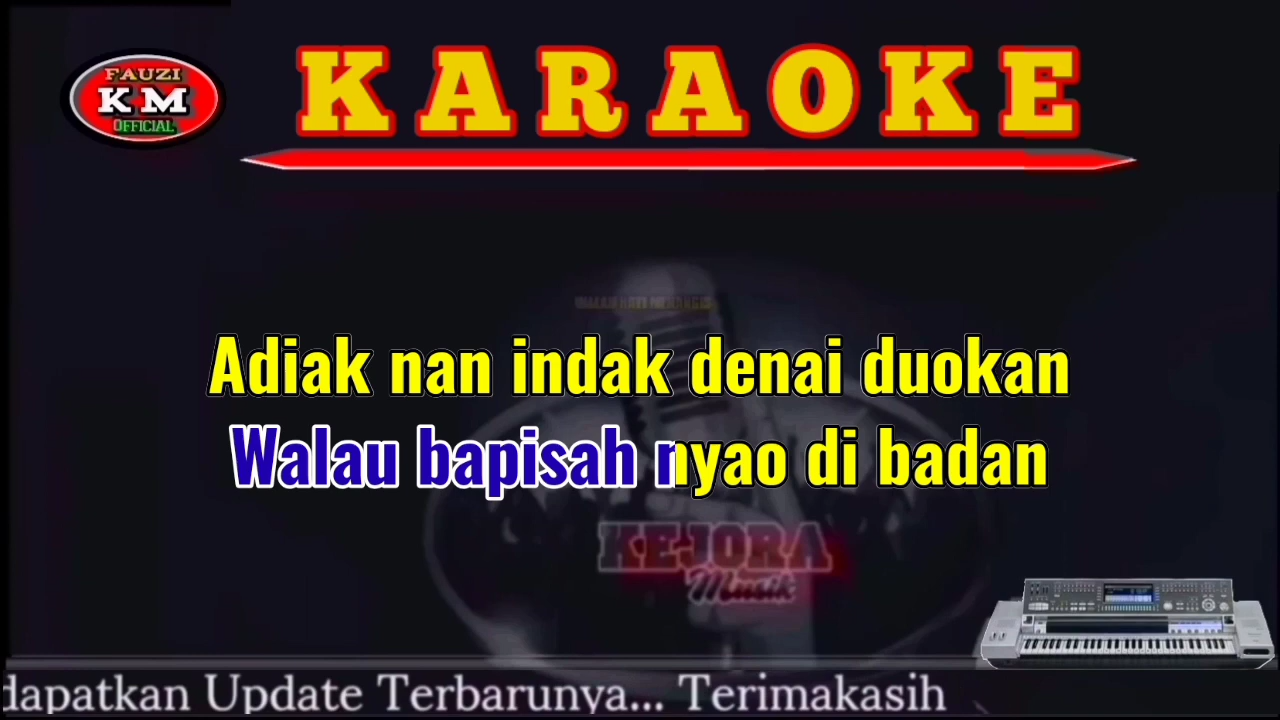 FAUZI
KM
OFFICIAL
KARAOKE
Adiak nan indak denai duokan
Walau bapisah nyao di badan
KEJORA
Musik
dapatkan Update Terbarunya... Terimakasih